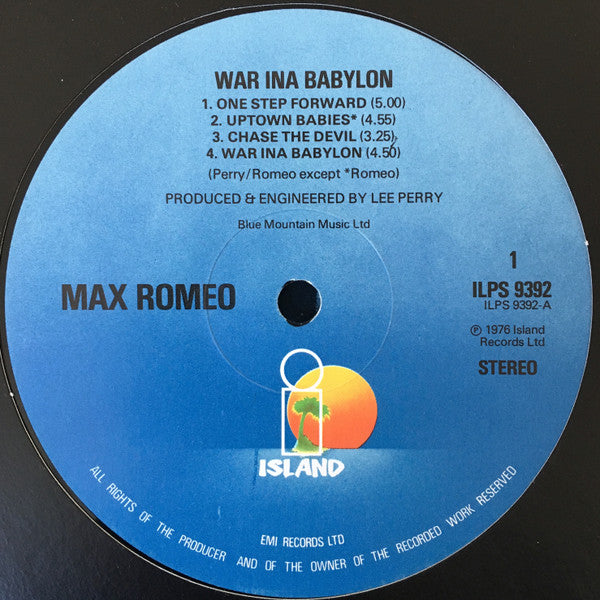 WAR INA BABYLON
1. ONE STEP FORWARD (5.00)
2. UPTOWN BABIES* (4.55)
3. CHASE THE DEVIL (3.25)
4. WAR INA BABYLON (4.50)
(Perry/Romeo except *Romeo)
PRODUCED & ENGINEERED BY LEE PERRY
Blue Mountain Music Ltd
MAX ROMEO
1
ILPS 9392
ILPS 9392-A
℗ 1976 Island
Records Ltd
STEREO
i
ISLAND
EMI RECORDS LTD
ALL RIGHTS OF THE PRODUCER AND OF THE OWNER OF THE RECORDED WORK RESERVED